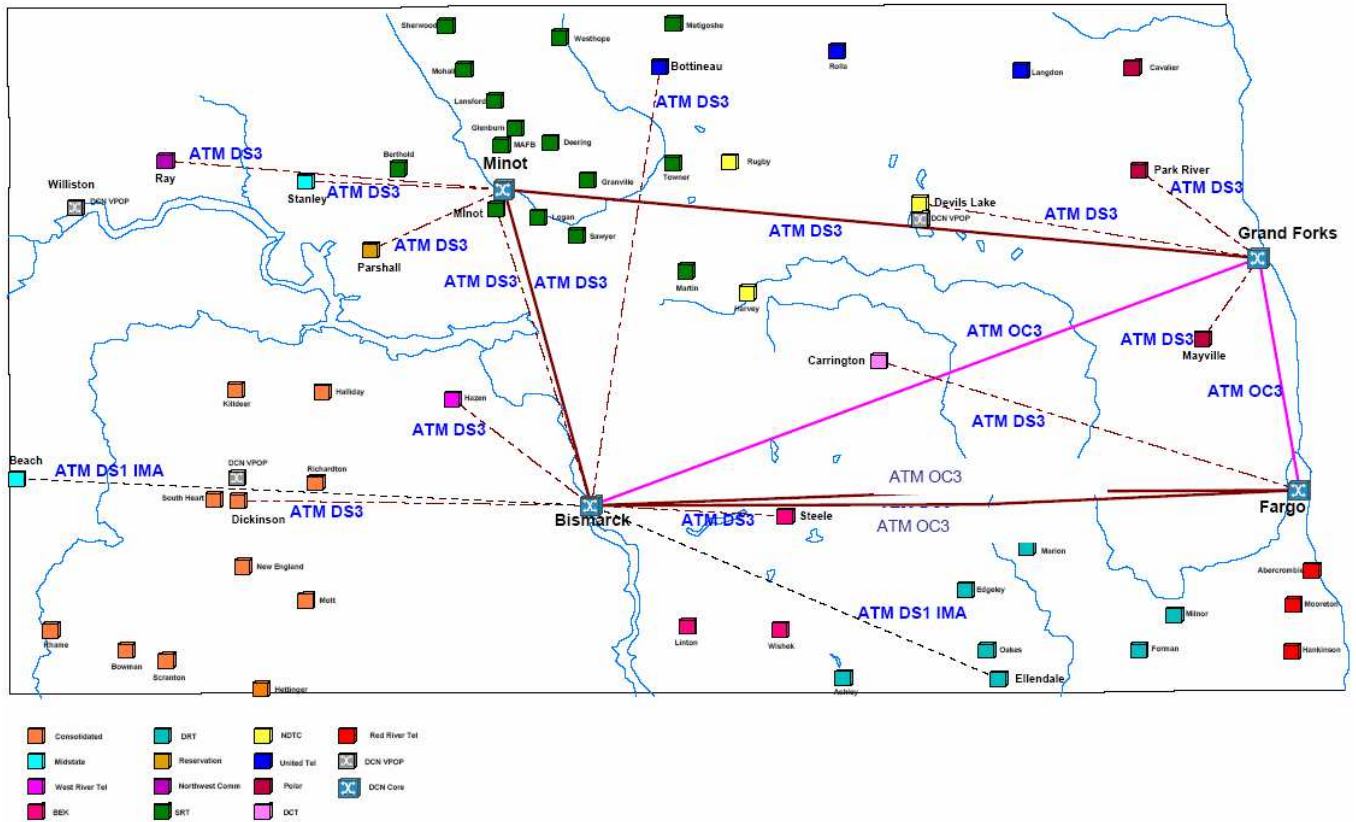 Sherwood
Metigoshe
Westhope
Bottineau
Rolla
Langdon
Cavalier
Mohall
ATM DS3
Lansford
Glenburn
MAFB
Deering
Minot
Berthold
Towner
Rugby
Park River
ATM DS3
Ray
Stanley
ATM DS3
Granville
ATM DS3
Williston
DCN VPOP
Minot
Logan
Devils Lake
DCN VPOP
ATM DS3
Sawyer
ATM DS3
Grand Forks
ATM DS3
Parshall
ATM DS3
ATM DS3
Martin
Harvey
ATM OC3
ATM DS3
Mayville
Carrington
Killdeer
Halliday
Hazen
ATM OC3
ATM DS3
ATM DS3
Beach
ATM DS1 IMA
DCN VPOP
Richardton
ATM OC3
South Heart
Dickinson
ATM DS3
Bismarck
ATM DS3
Steele
ATM OC3
Fargo
Marion
New England
Abercrombie
Edgeley
Mott
ATM DS1 IMA
Milnor
Mooreton
Rhame
Linton
Wishek
Bowman
Scranton
Oakes
Forman
Hankinson
Hettinger
Ashley
Ellendale
Consolidated
DRT
NDTC
Red River Tel
Midstate
Reservation
United Tel
DCN VPOP
West River Tel
Northwest Comm
Polar
DCN Core
BEK
SRT
DCT